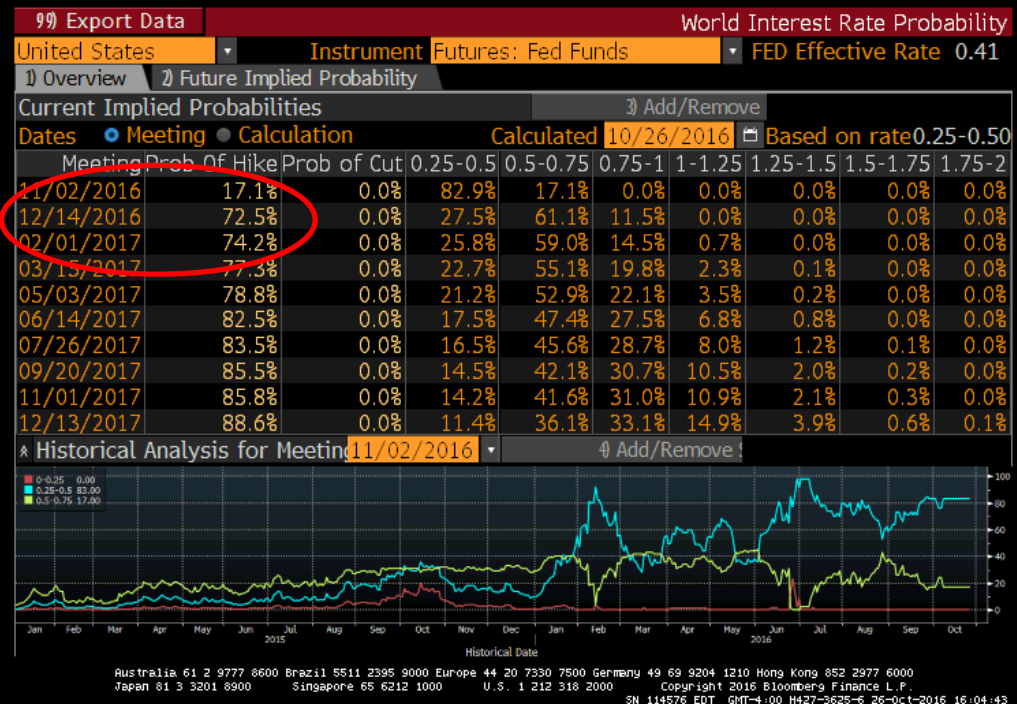 99) Export Data World Interest Rate Probability
United States Instrument Futures: Fed Funds FED Effective Rate 0.41
1) Overview 2) Future Implied Probability
Current Implied Probabilities 3) Add/Remove
Dates Meeting Calculation Calculated 10/26/2016 Based on rate 0.25-0.50
Meeting Prob Of Hike Prob of Cut 0.25-0.5 0.5-0.75 0.75-1 1-1.25 1.25-1.5 1.5-1.75 1.75-2
11/02/2016 17.1% 0.0% 82.9% 17.1% 0.0% 0.0% 0.0% 0.0% 0.0%
12/14/2016 72.5% 0.0% 27.5% 61.1% 11.5% 0.0% 0.0% 0.0% 0.0%
02/01/2017 74.2% 0.0% 25.8% 59.0% 14.5% 0.7% 0.0% 0.0% 0.0%
03/15/2017 77.3% 0.0% 22.7% 55.1% 19.8% 2.3% 0.1% 0.0% 0.0%
05/03/2017 78.8% 0.0% 21.2% 52.9% 22.1% 3.5% 0.2% 0.0% 0.0%
06/14/2017 82.5% 0.0% 17.5% 47.4% 27.5% 6.8% 0.8% 0.0% 0.0%
07/26/2017 83.5% 0.0% 16.5% 45.6% 28.7% 8.0% 1.2% 0.1% 0.0%
09/20/2017 85.5% 0.0% 14.5% 42.1% 30.7% 10.5% 2.0% 0.2% 0.0%
11/01/2017 85.8% 0.0% 14.2% 41.6% 31.0% 10.9% 2.1% 0.3% 0.0%
12/13/2017 88.6% 0.0% 11.4% 36.1% 33.1% 14.9% 3.9% 0.6% 0.1%
Historical Analysis for Meeting 11/02/2016 4) Add/Remove S
0-0.25 0.00
0.25-0.5 83.00
0.5-0.75 17.00
100
80
60
40
20
0
Jan Feb Mar Apr May Jun Jul Aug Sep Oct Nov Dec Jan Feb Mar Apr May Jun Jul Aug Sep Oct
2015 2016
Historical Date
Australia 61 2 9777 8600 Brazil 5511 2395 9000 Europe 44 20 7330 7500 Germany 49 69 9204 1210 Hong Kong 852 2977 6000
Japan 81 3 3201 8900 Singapore 65 6212 1000 U.S. 1 212 318 2000 Copyright 2016 Bloomberg Finance L.P.
SN 114576 EDT GMT-4:00 H427-3625-6 26-Oct-2016 16:04:43